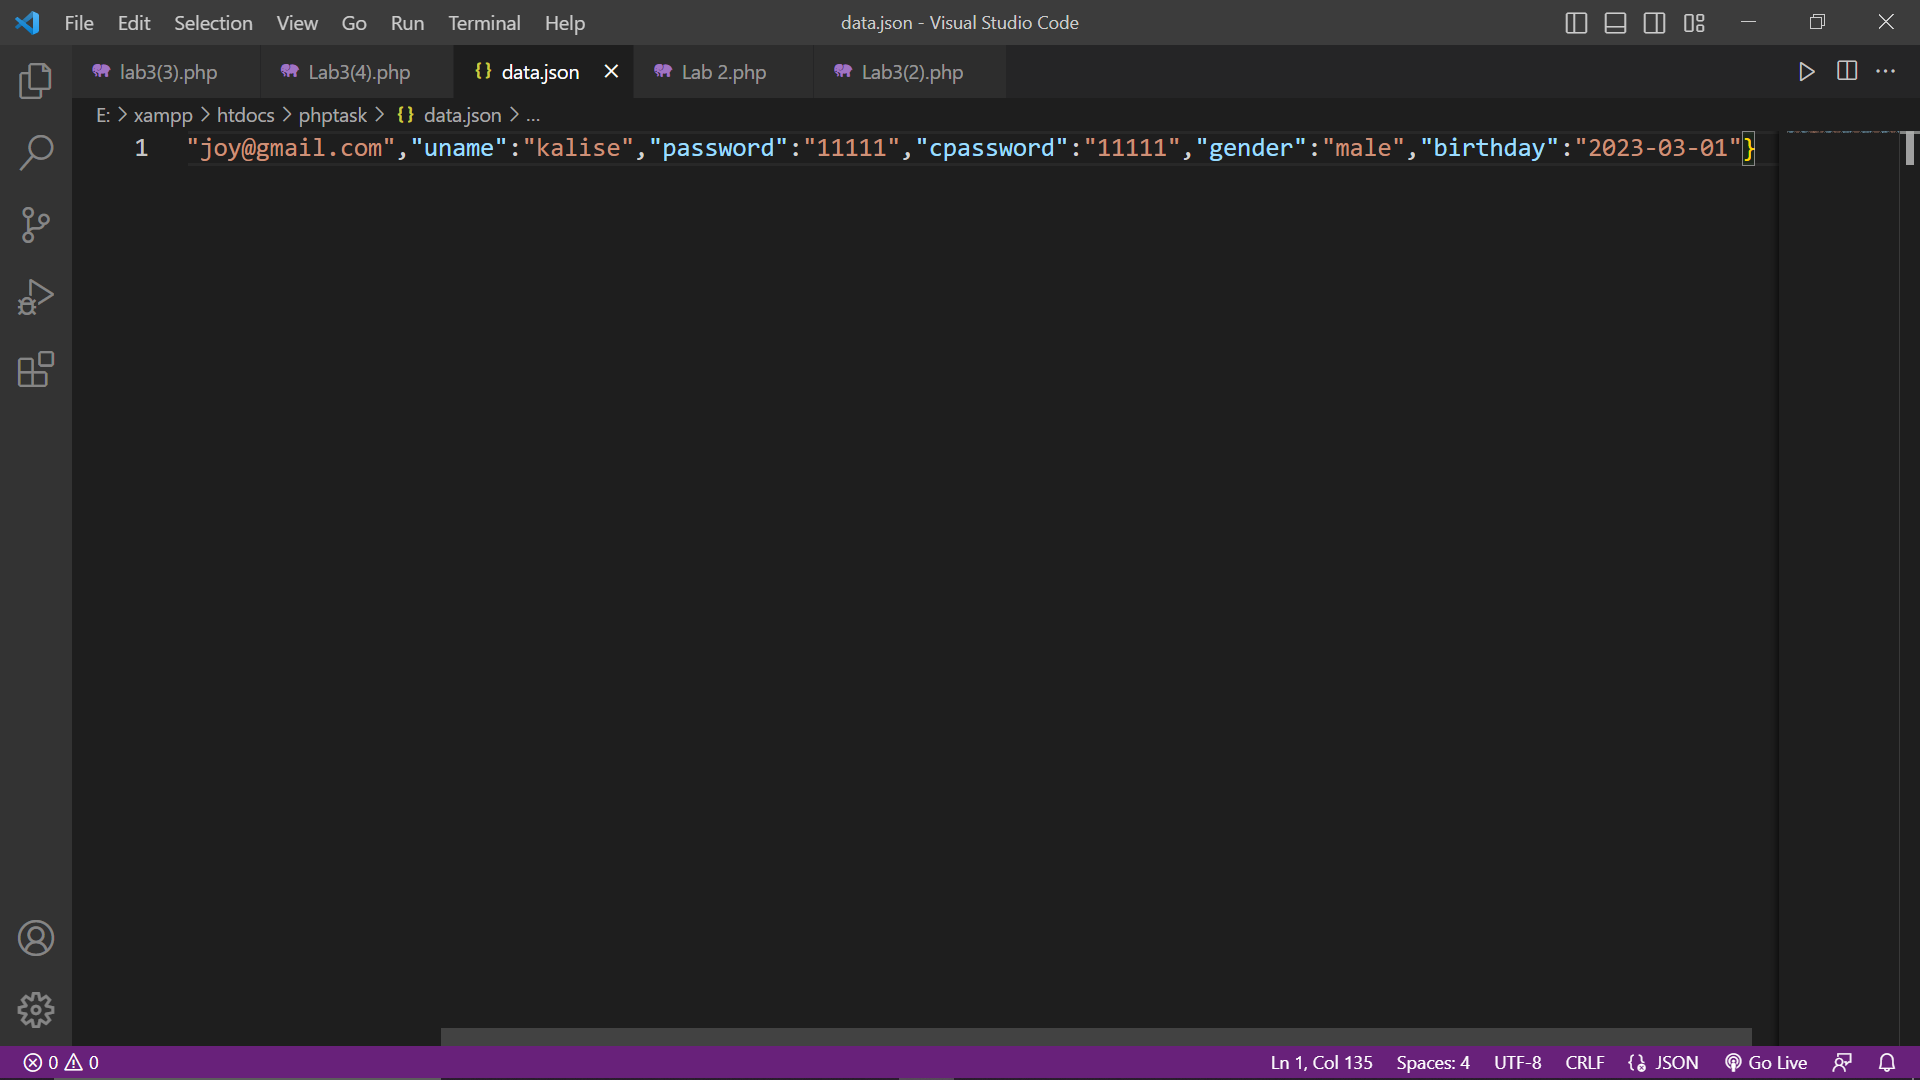 File Edit Selection View Go Run Terminal Help data.json - Visual Studio Code
lab3(3).php Lab3(4).php {} data.json Lab 2.php Lab3(2).php
E: > xampp > htdocs > phptask > {} data.json > ...
1 "joy@gmail.com","uname":"kalise","password":"11111","cpassword":"11111","gender":"male","birthday":"2023-03-01"}
0 0 Ln 1, Col 135 Spaces: 4 UTF-8 CRLF {} JSON Go Live